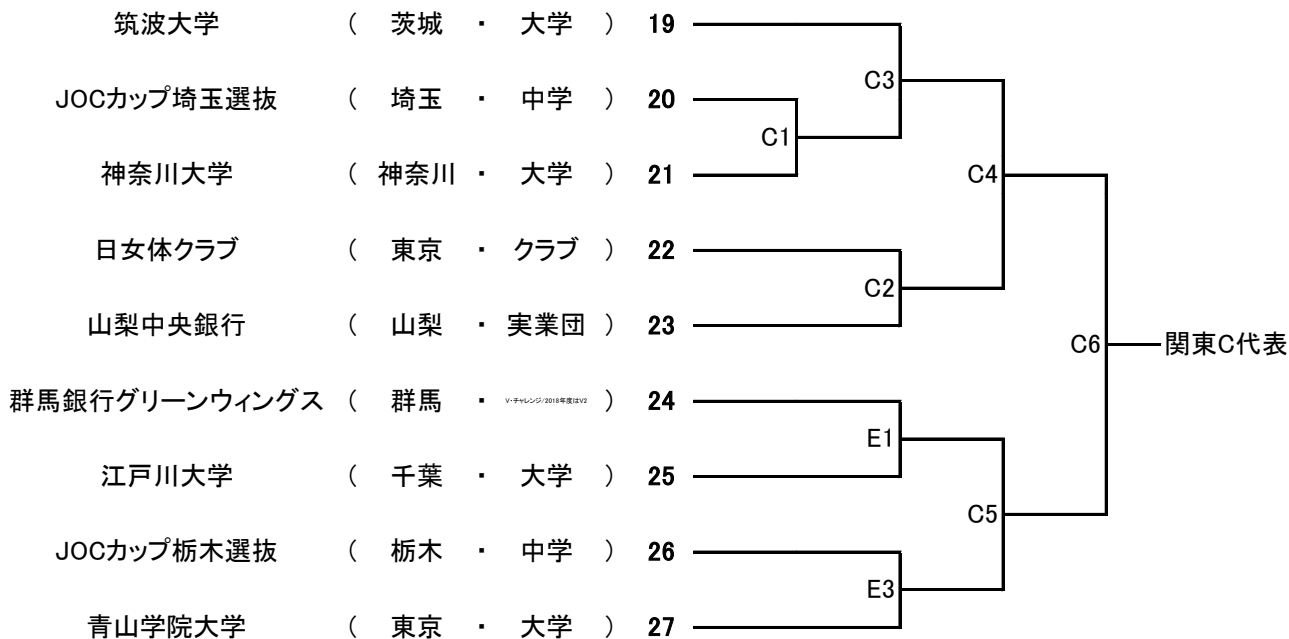 筑波大学 ( 茨城 ・ 大学 ) 19
C3
JOCカップ埼玉選抜 ( 埼玉 ・ 中学 ) 20
C1
神奈川大学 ( 神奈川 ・ 大学 ) 21
C4
日女体クラブ ( 東京 ・ クラブ ) 22
C2
山梨中央銀行 ( 山梨 ・ 実業団 ) 23
C6 関東C代表
群馬銀行グリーンウィングス ( 群馬 ・ V・チャレンジ/2018年度はV2 ) 24
E1
江戸川大学 ( 千葉 ・ 大学 ) 25
C5
JOCカップ栃木選抜 ( 栃木 ・ 中学 ) 26
E3
青山学院大学 ( 東京 ・ 大学 ) 27